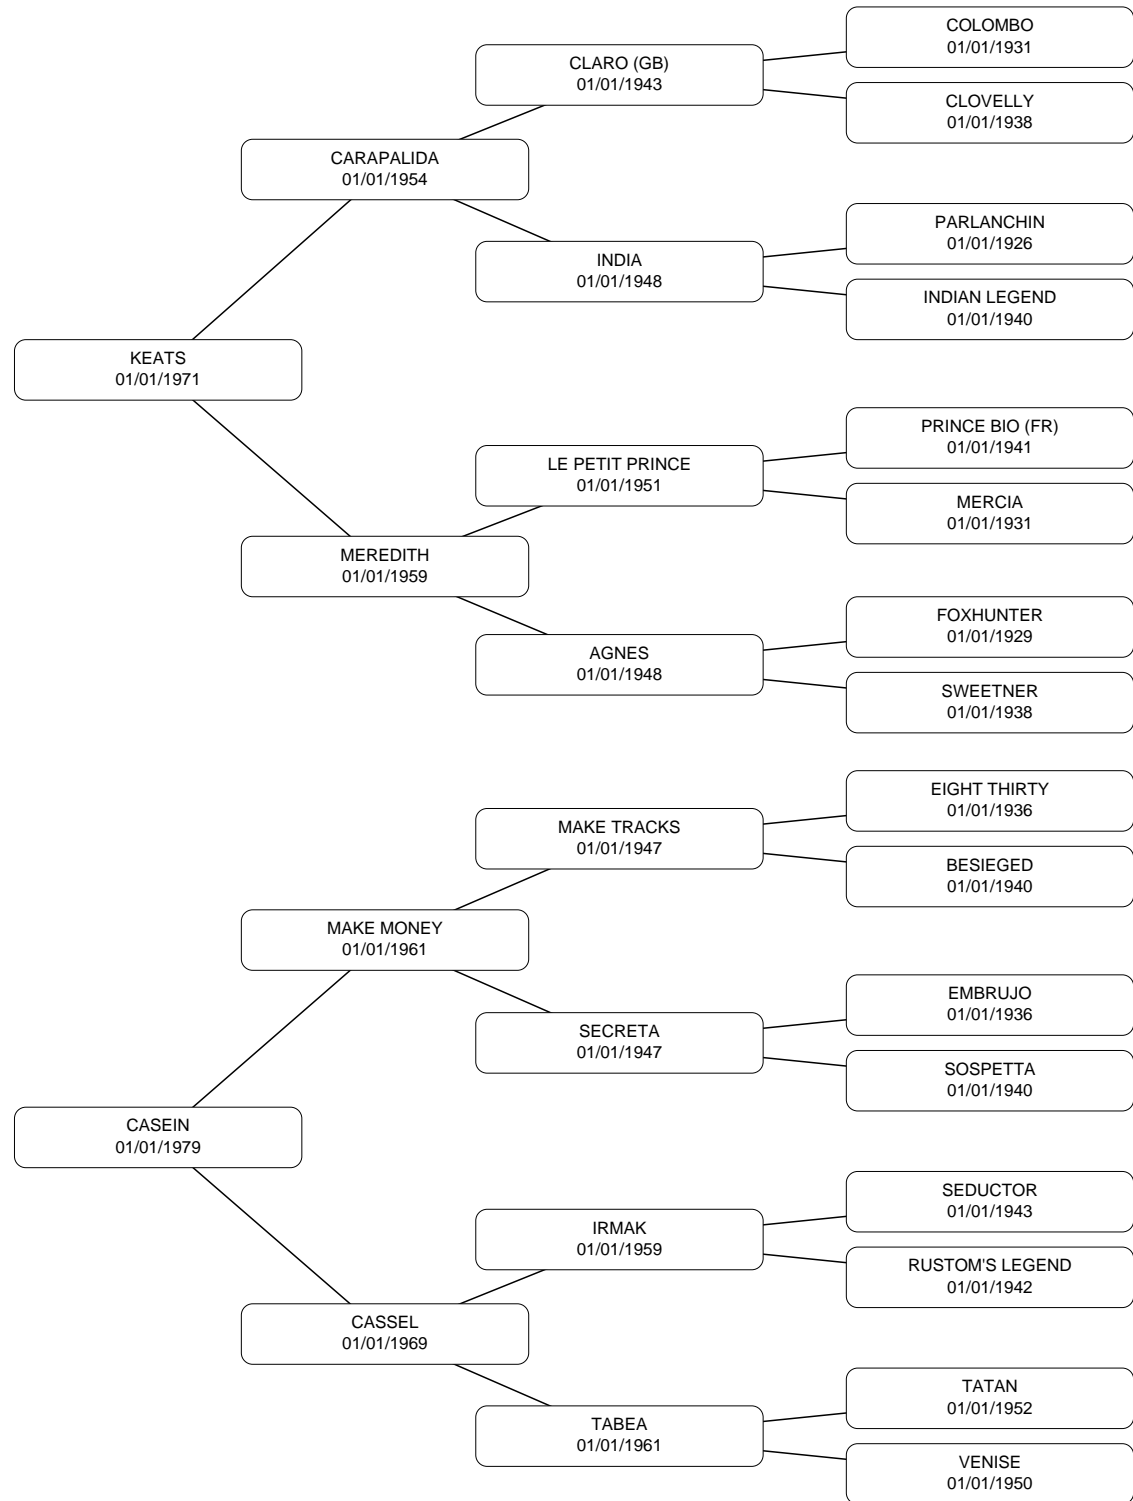 COLOMBO
01/01/1931
CLARO (GB)
01/01/1943
CLOVELLY
01/01/1938
CARAPALIDA
01/01/1954
PARLANCHIN
01/01/1926
INDIA
01/01/1948
INDIAN LEGEND
01/01/1940
KEATS
01/01/1971
PRINCE BIO (FR)
01/01/1941
LE PETIT PRINCE
01/01/1951
MERCIA
01/01/1931
MEREDITH
01/01/1959
FOXHUNTER
01/01/1929
AGNES
01/01/1948
SWEETNER
01/01/1938
EIGHT THIRTY
01/01/1936
MAKE TRACKS
01/01/1947
BESIEGED
01/01/1940
MAKE MONEY
01/01/1961
EMBRUJO
01/01/1936
SECRETA
01/01/1947
SOSPETTA
01/01/1940
CASEIN
01/01/1979
SEDUCTOR
01/01/1943
IRMAK
01/01/1959
RUSTOM'S LEGEND
01/01/1942
CASSEL
01/01/1969
TATAN
01/01/1952
TABEA
01/01/1961
VENISE
01/01/1950